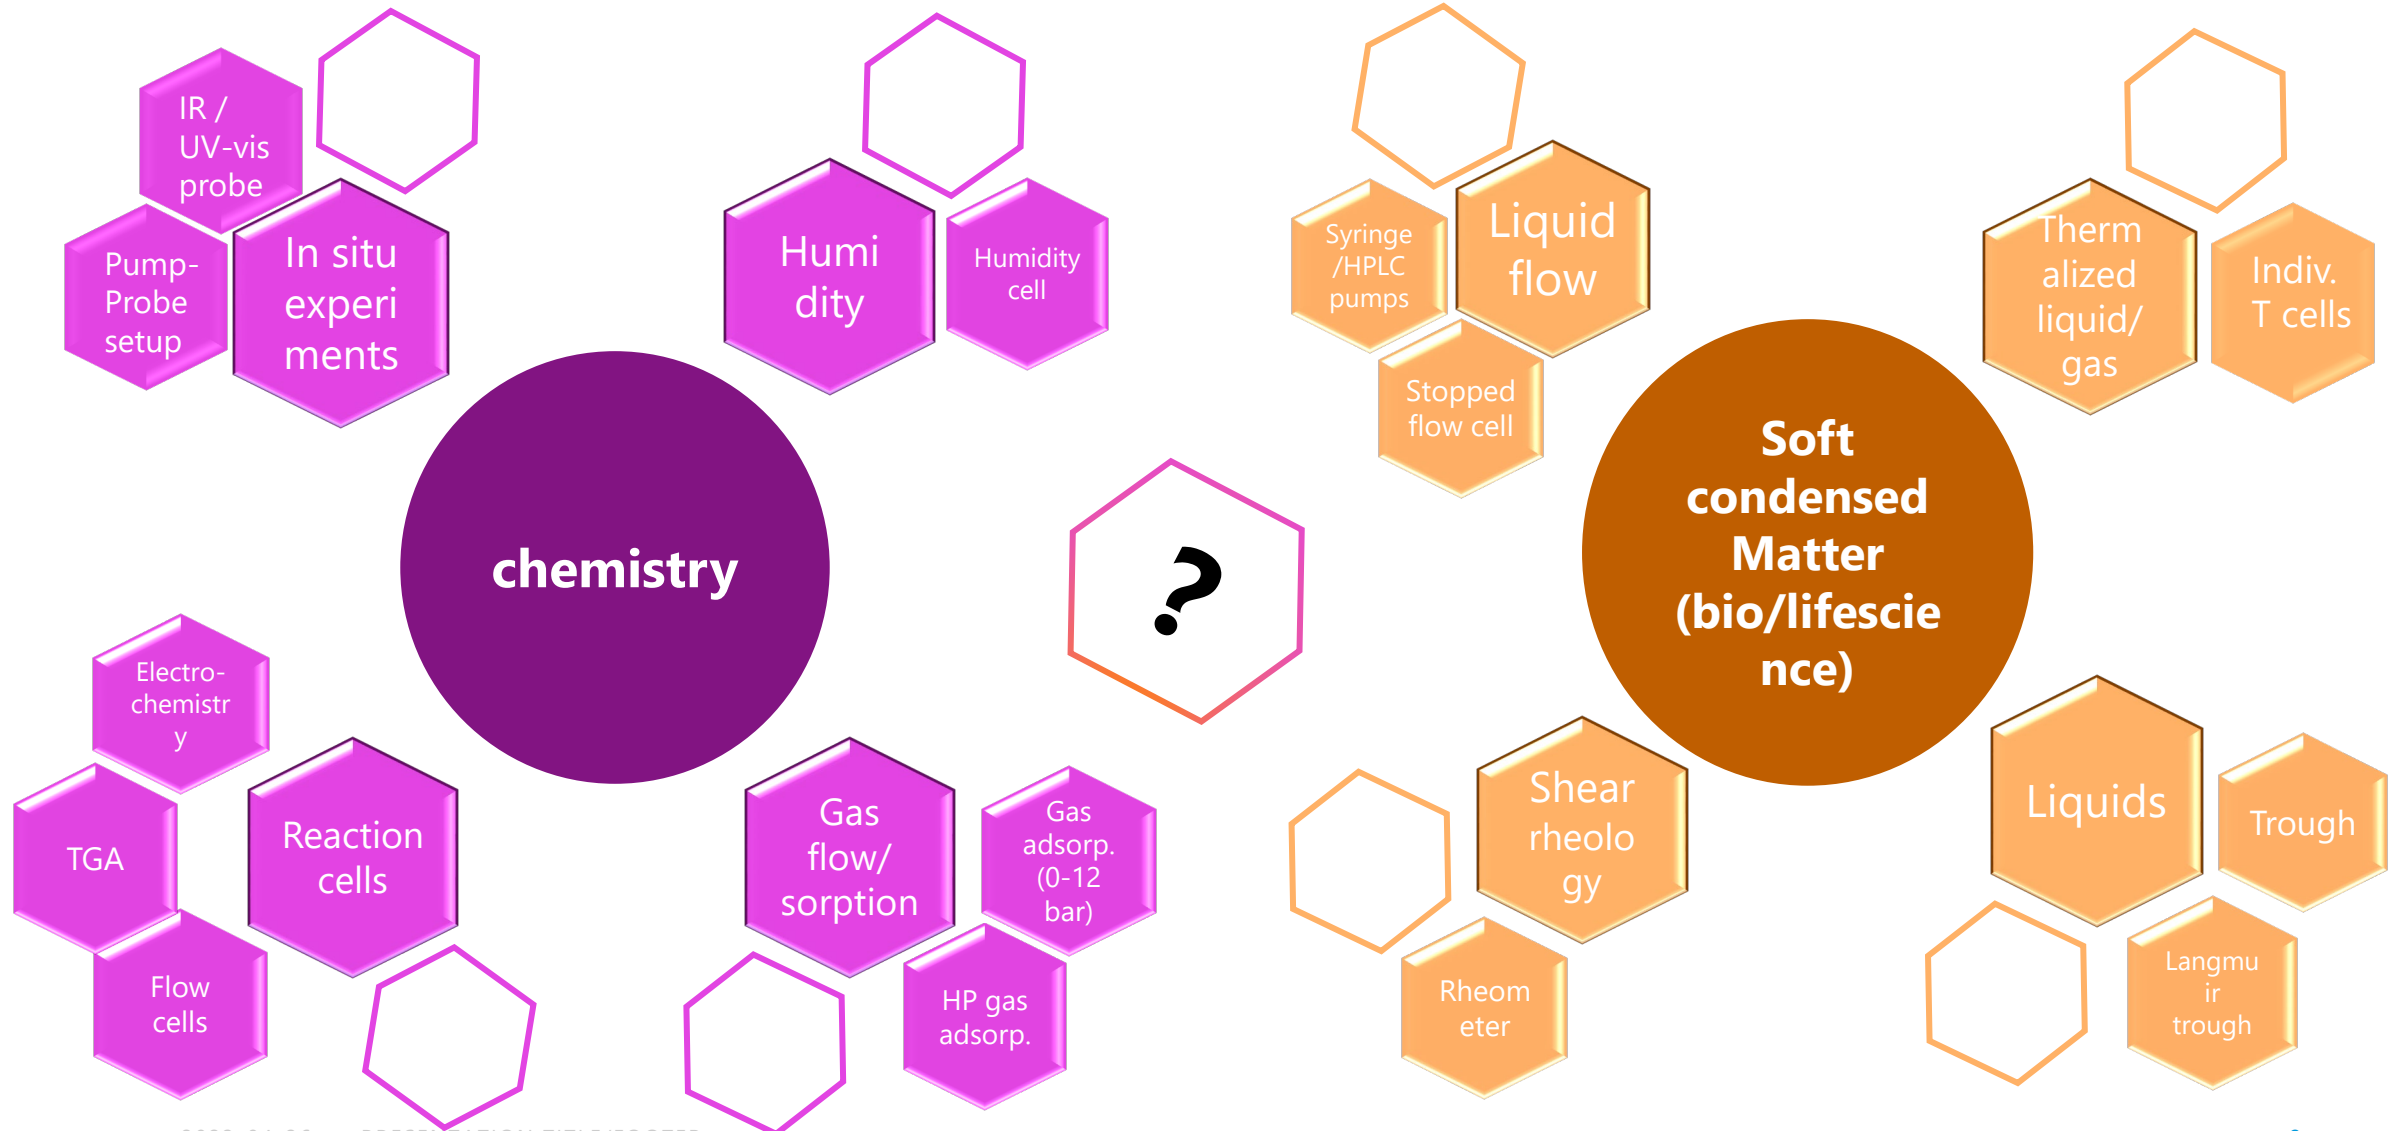 IR /
UV-vis
probe
Pump-
Probe
setup
In situ
experi
ments
Humi
dity
Humidity
cell
Syringe
/HPLC
pumps
Liquid
flow
Stopped
flow cell
Therm
alized
liquid/
gas
Indiv.
T cells
chemistry
?
Soft
condensed
Matter
(bio/lifescie
nce)
Electro-
chemistr
y
TGA
Flow
cells
Reaction
cells
Gas
flow/
sorption
Gas
adsorp.
(0-12
bar)
HP gas
adsorp.
Shear
rheolo
gy
Rheom
eter
Liquids
Trough
Langmu
ir
trough